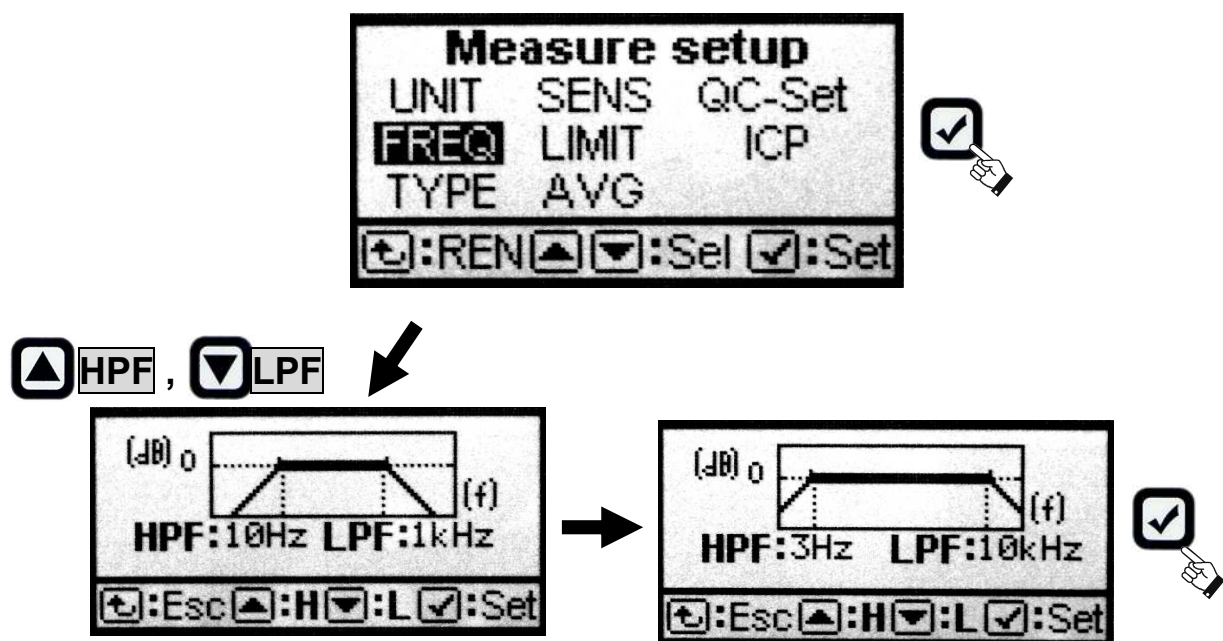 Measure setup
UNIT SENS QC-Set
FREQ LIMIT ICP
TYPE AVG
:REN :Sel :Set
HPF , LPF
(dB) 0
(f)
HPF:10Hz LPF:1kHz
:Esc :H :L :Set
(dB) 0
(f)
HPF:3Hz LPF:10kHz
:Esc :H :L :Set